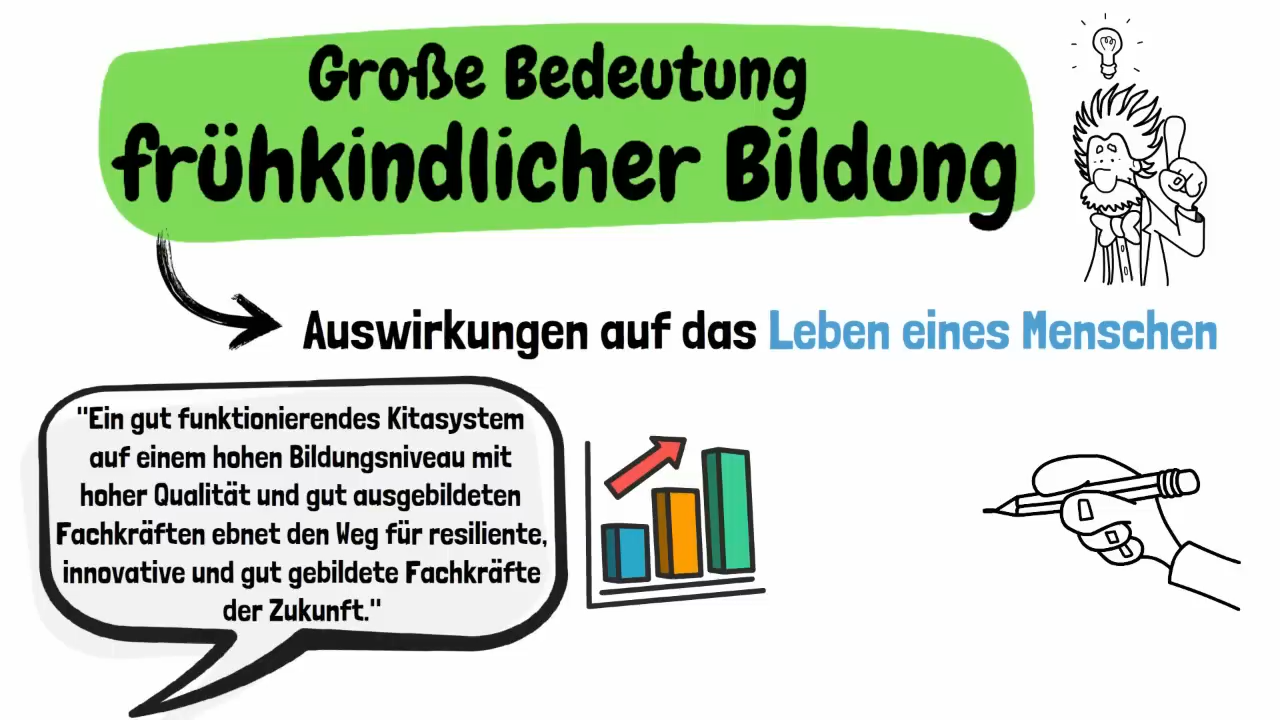 Große Bedeutung
frühkindlicher Bildung
Auswirkungen auf das Leben eines Menschen
"Ein gut funktionierendes Kitasystem
auf einem hohen Bildungsniveau mit
hoher Qualität und gut ausgebildeten
Fachkräften ebnet den Weg für resiliente,
innovative und gut gebildete Fachkräfte
der Zukunft."